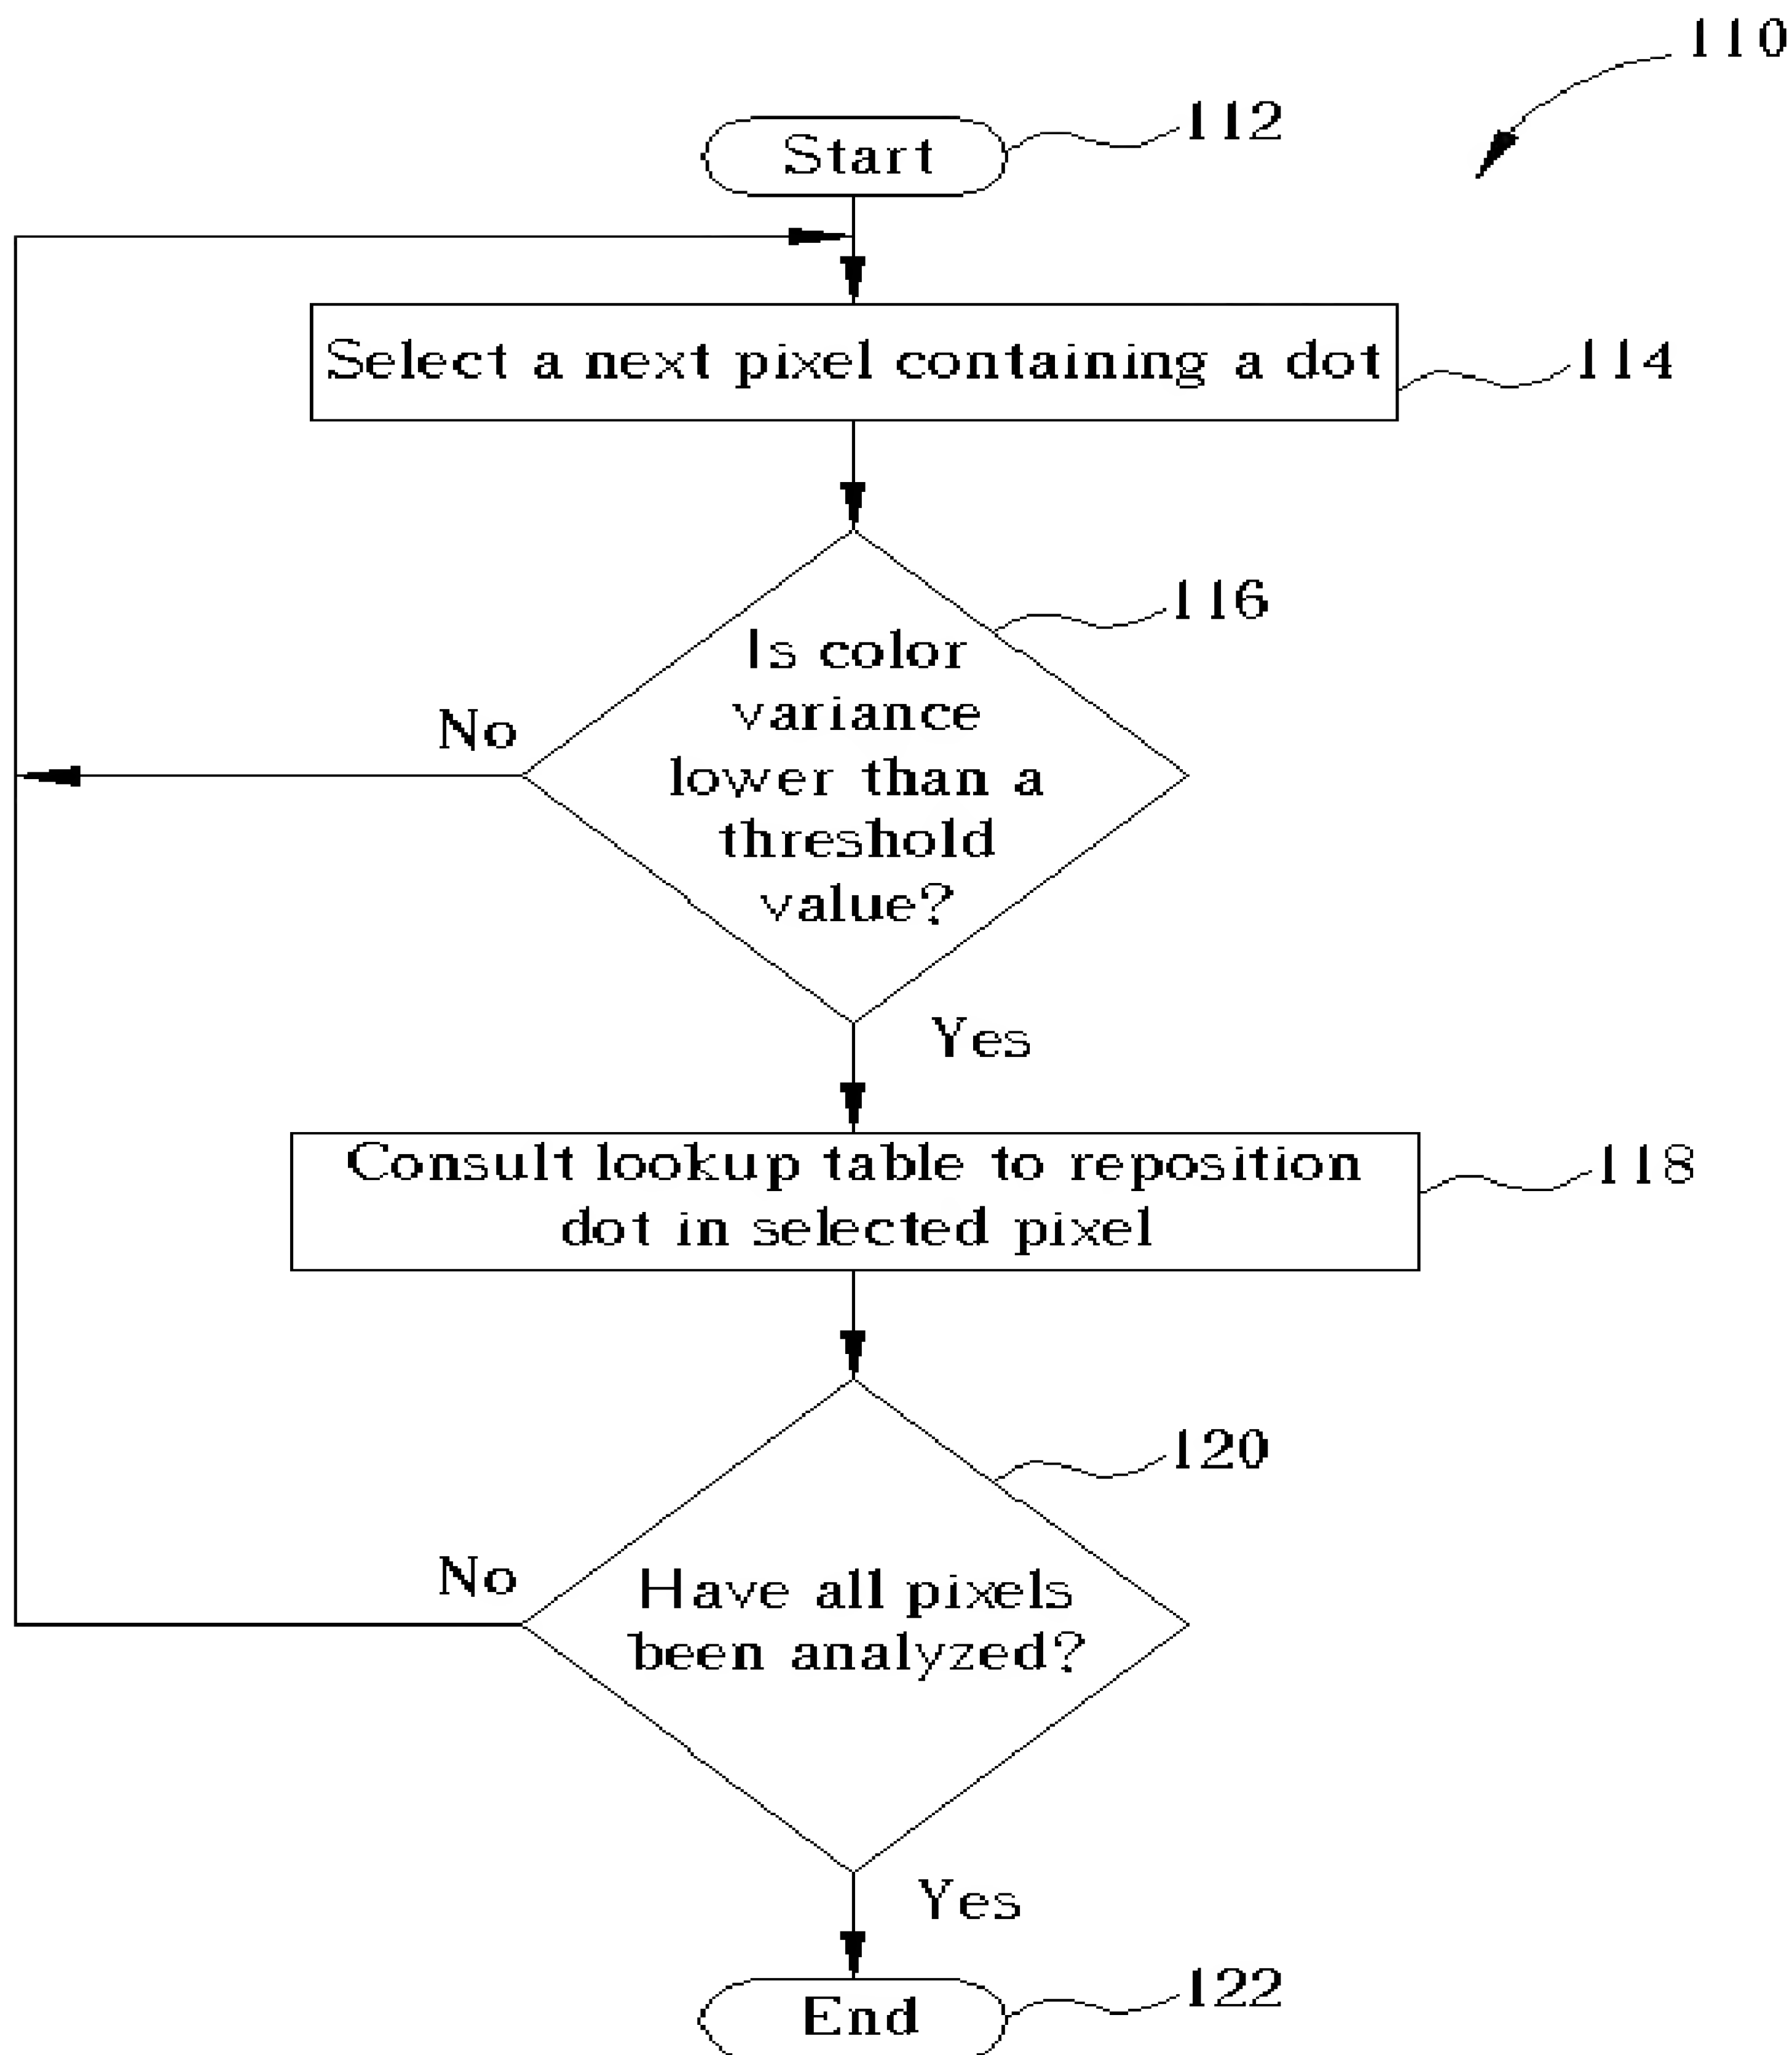 110
Start
112
Select a next pixel containing a dot
114
Is color
variance
lower than a
threshold
value?
116
No
Yes
Consult lookup table to reposition
dot in selected pixel
118
Have all pixels
been analyzed?
120
No
Yes
End
122